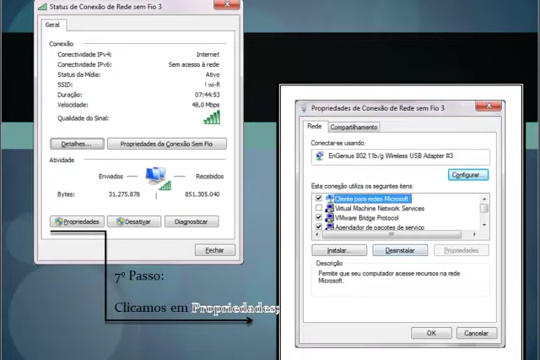 Status de Conexão de Rede sem Fio 3
Geral
Conexão
Conectividade IPv4: Internet
Conectividade IPv6: Sem acesso à rede
Status da Mídia: Ativo
SSID: ! wi-fi
Duração: 07:44:53
Velocidade: 48,0 Mbps
Qualidade do Sinal:
Detalhes...
Propriedades da Conexão Sem Fio
Atividade
Enviados — Recebidos
Bytes: 31.275.878 | 851.305.040
Propriedades
Desativar
Diagnosticar
Fechar
7º Passo:
Clicamos em Propriedades;
Propriedades de Conexão de Rede sem Fio 3
Rede
Compartilhamento
Conectar-se usando:
EnGenius 802.11b/g Wireless USB Adapter #3
Configurar...
Esta conexão utiliza os seguintes itens:
Cliente para redes Microsoft
Virtual Machine Network Services
VMware Bridge Protocol
Agendador de pacotes de serviço
Instalar...
Desinstalar
Propriedades
Descrição
Permite que seu computador acesse recursos na rede
Microsoft.
OK
Cancelar